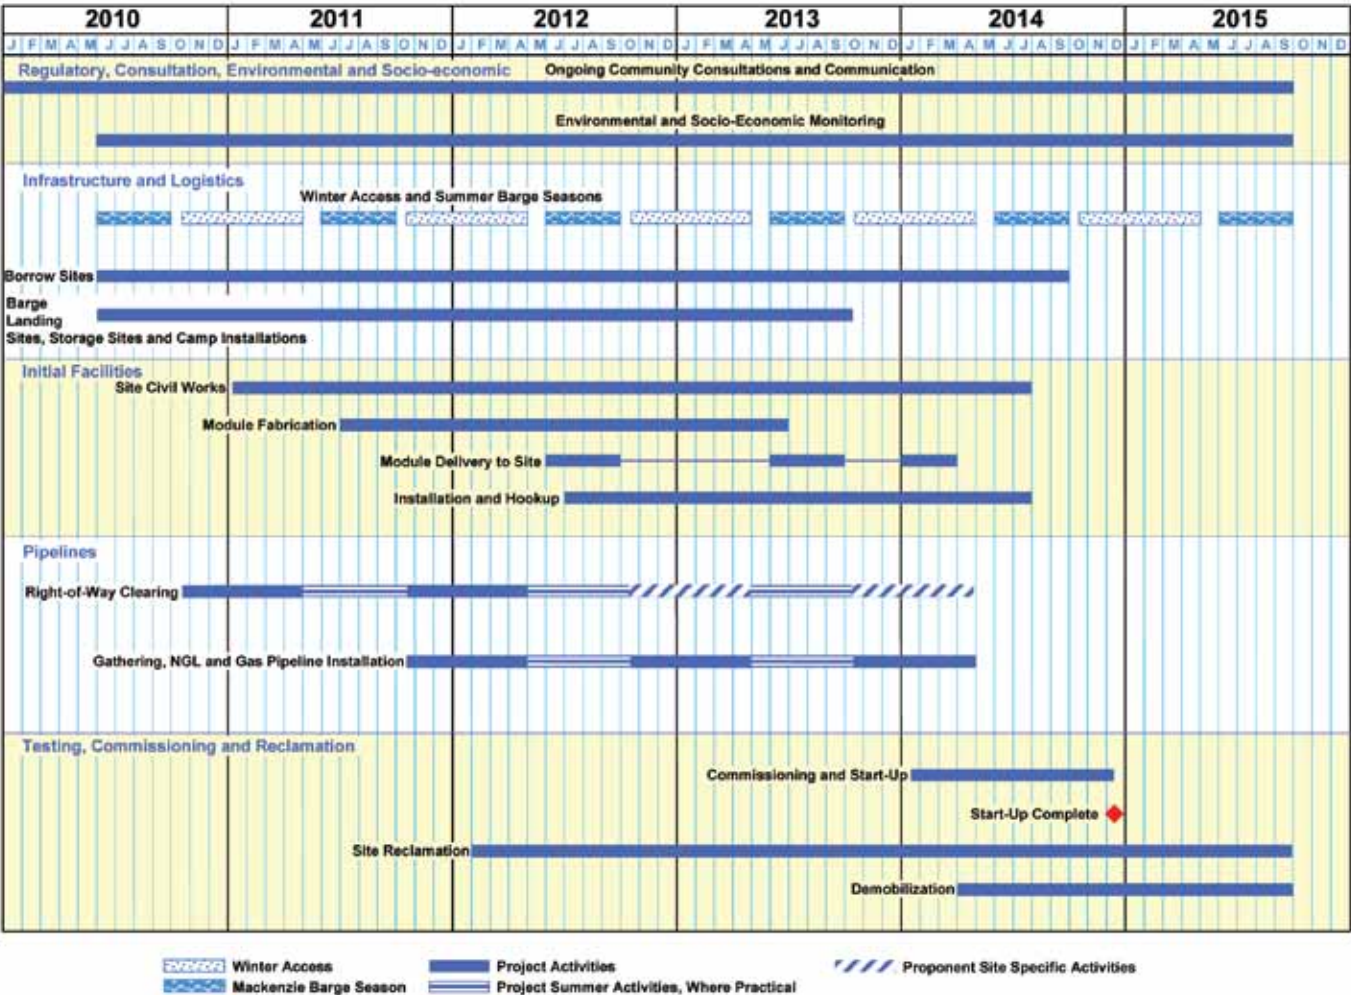 2010 2011 2012 2013 2014 2015
J F M A M J J A S O N D J F M A M J J A S O N D J F M A M J J A S O N D J F M A M J J A S O N D J F M A M J J A S O N D J F M A M J J A S O N D
Regulatory, Consultation, Environmental and Socio-economic Ongoing Community Consultations and Communication
Environmental and Socio-Economic Monitoring
Infrastructure and Logistics
Winter Access and Summer Barge Seasons
Borrow Sites
Barge
Landing
Sites, Storage Sites and Camp Installations
Initial Facilities
Site Civil Works
Module Fabrication
Module Delivery to Site
Installation and Hookup
Pipelines
Right-of-Way Clearing
Gathering, NGL and Gas Pipeline Installation
Testing, Commissioning and Reclamation
Commissioning and Start-Up
Start-Up Complete
Site Reclamation
Demobilization
Winter Access Project Activities Proponent Site Specific Activities
Mackenzie Barge Season Project Summer Activities, Where Practical